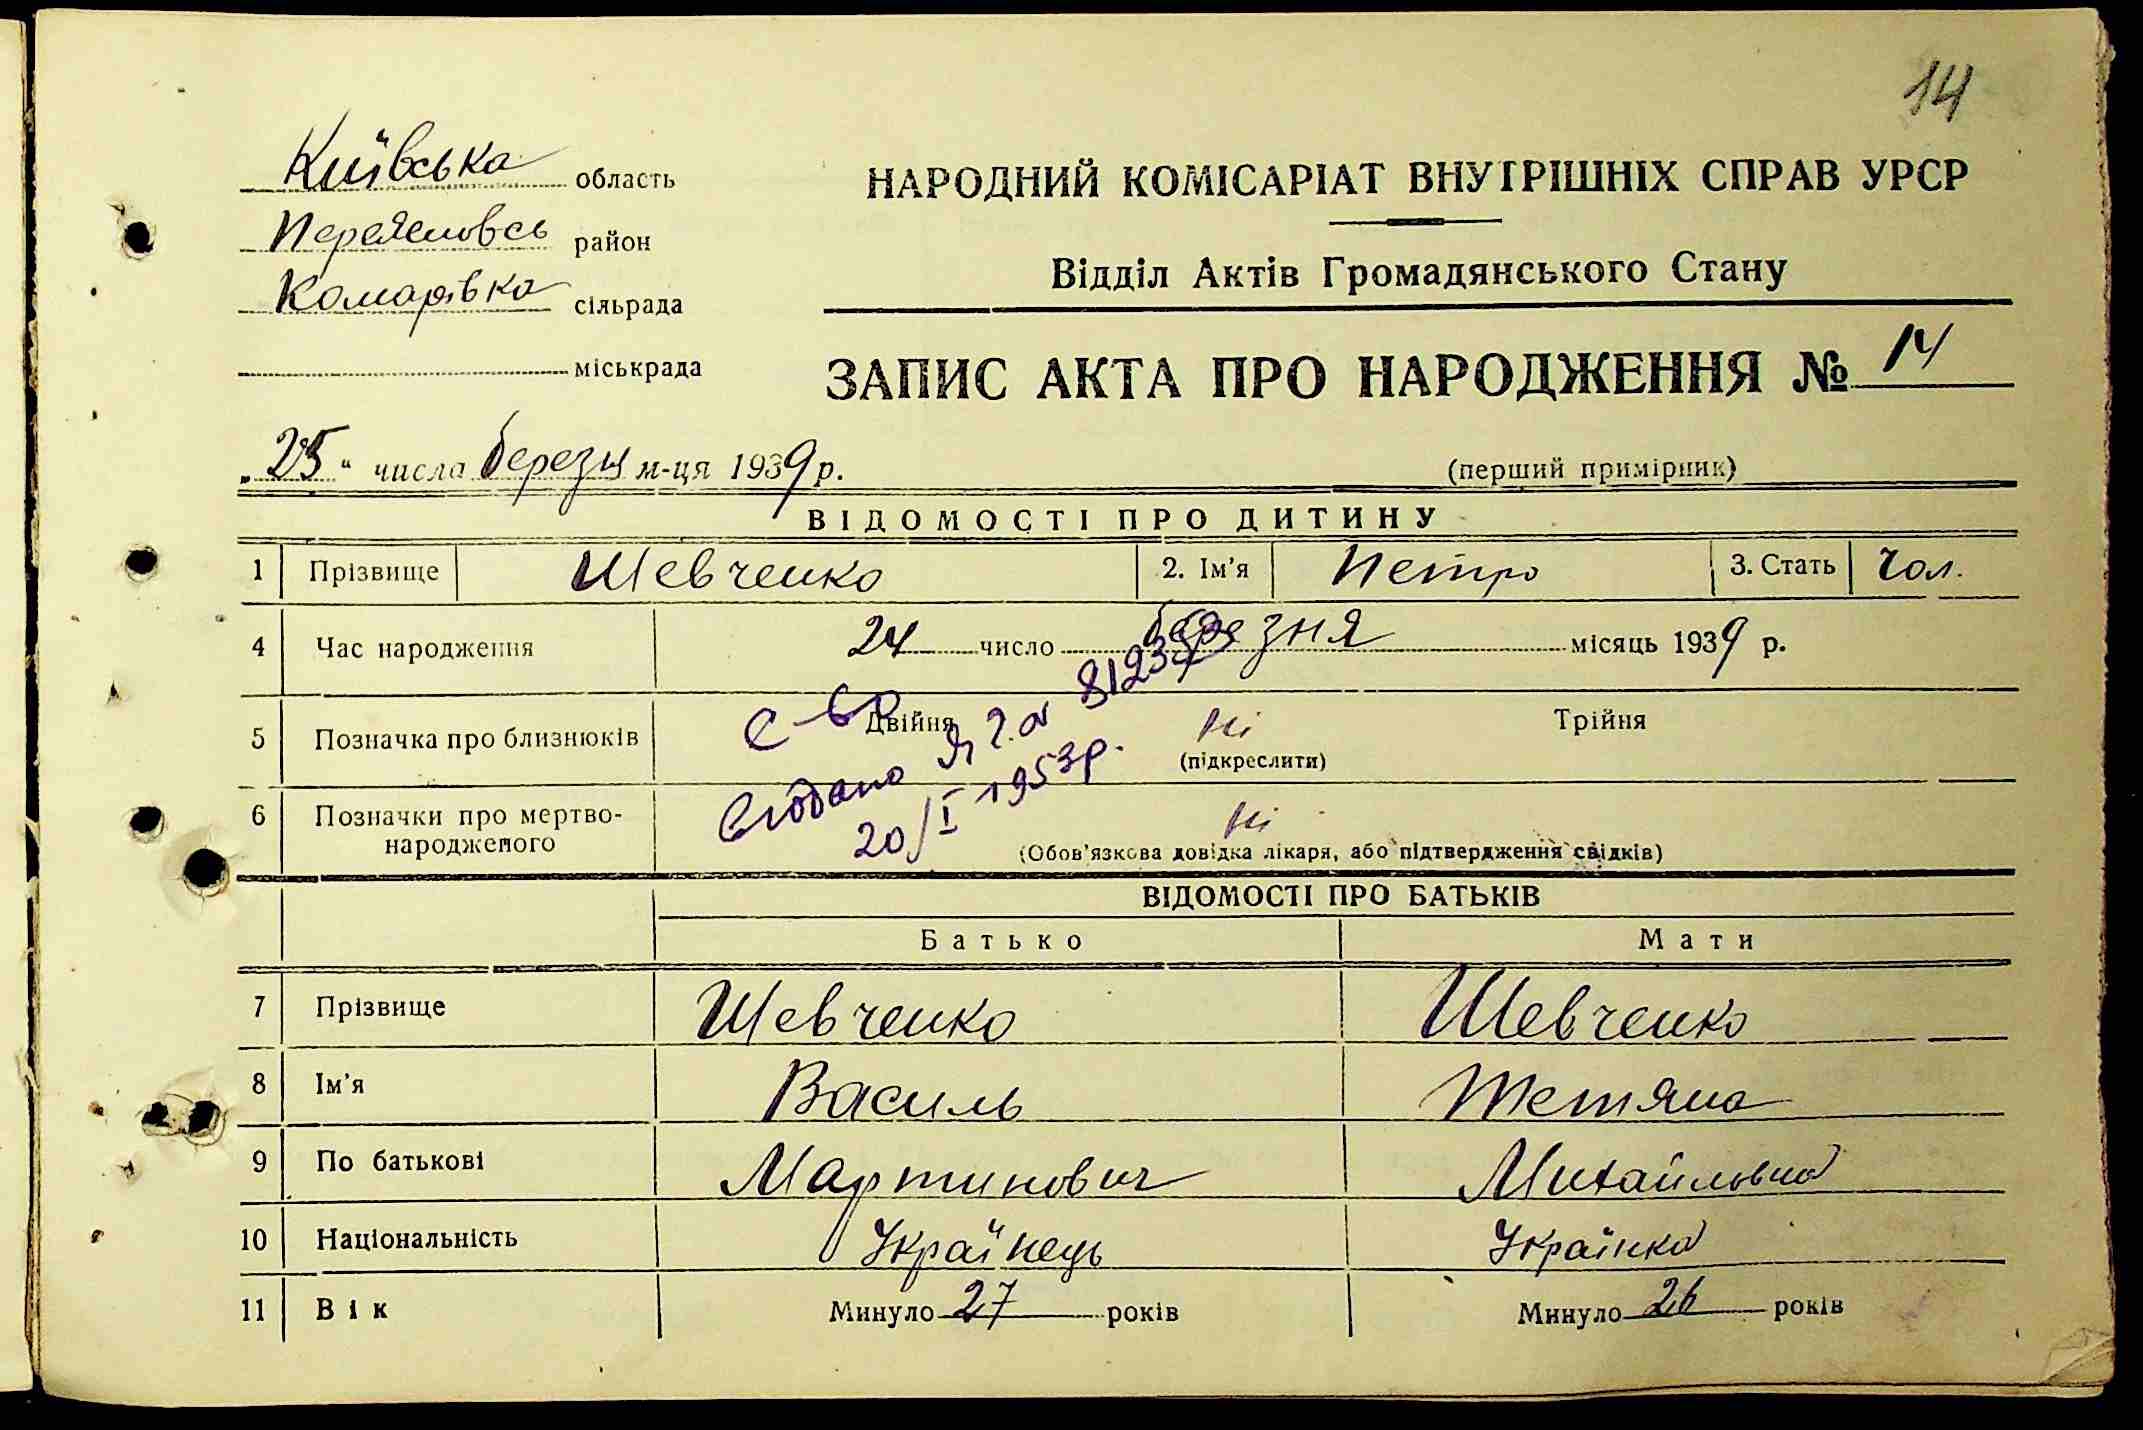 14
Київська область
НАРОДНИЙ КОМІСАРІАТ ВНУТРІШНІХ СПРАВ УРСР
район
Відділ Актів Громадянського Стану
Комарівка сільрада
міськрада
ЗАПИС АКТА ПРО НАРОДЖЕННЯ № 14
„25“ числа березня м-ця 1939 р.
(перший примірник)
ВІДОМОСТІ ПРО ДИТИНУ
1 Прізвище Шевченко 2. Ім'я Петро 3. Стать Чол.
4 Час народження 24 число березня місяць 1939 р.
5 Позначка про близнюків Двійня Ні Трійня
(підкреслити)
С-во
видано 812
20/I 1953р.
6 Позначки про мертво-
народженого Ні
(Обов'язкова довідка лікаря, або підтвердження свідків)
ВІДОМОСТІ ПРО БАТЬКІВ
Батько Мати
7 Прізвище Шевченко Шевченко
8 Ім'я Василь Тетяна
9 По батькові Мартинович Михайловна
10 Національність Українець Українка
11 Вік Минуло 27 років Минуло 26 років